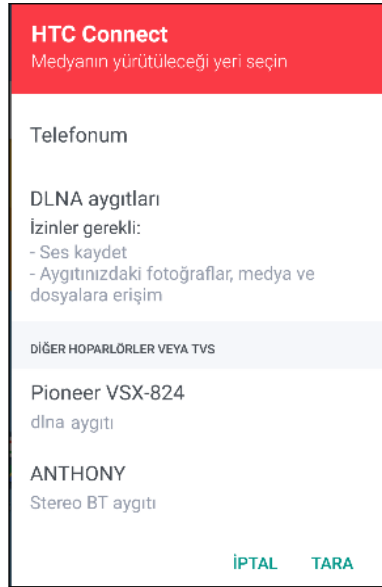 HTC Connect
Medyanın yürütüleceği yeri seçin
Telefonum
DLNA aygıtları
İzinler gerekli:
- Ses kaydet
- Aygıtınızdaki fotoğraflar, medya ve
dosyalara erişim
DİĞER HOPARLÖRLER VEYA TVS
Pioneer VSX-824
dlna aygıtı
ANTHONY
Stereo BT aygıtı
İPTAL TARA